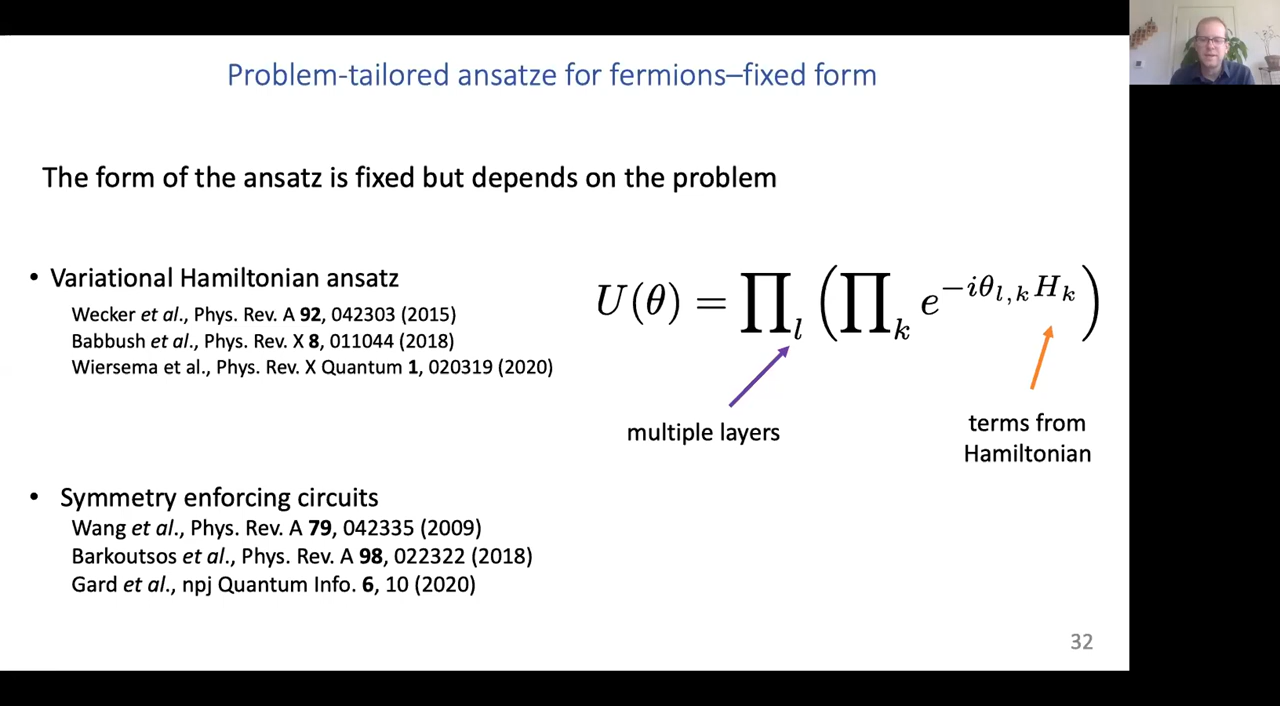 Problem-tailored ansatze for fermions–fixed form
The form of the ansatz is fixed but depends on the problem
• Variational Hamiltonian ansatz
Wecker et al., Phys. Rev. A 92, 042303 (2015)
Babbush et al., Phys. Rev. X 8, 011044 (2018)
Wiersema et al., Phys. Rev. X Quantum 1, 020319 (2020)
U(θ) = ∏_l (∏_k e^{−iθ_{l,k} H_k})
multiple layers
terms from
Hamiltonian
• Symmetry enforcing circuits
Wang et al., Phys. Rev. A 79, 042335 (2009)
Barkoutsos et al., Phys. Rev. A 98, 022322 (2018)
Gard et al., npj Quantum Info. 6, 10 (2020)
32